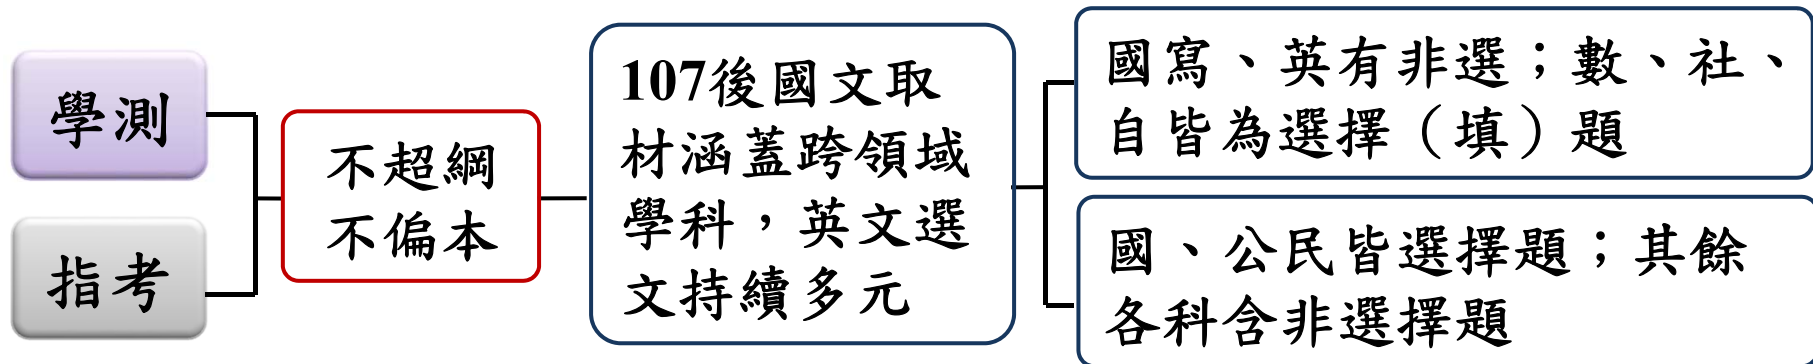 學測
指考
不超綱
不偏本
107後國文取
材涵蓋跨領域
學科，英文選
文持續多元
國寫、英有非選；數、社、
自皆為選擇（填）題
國、公民皆選擇題；其餘
各科含非選擇題